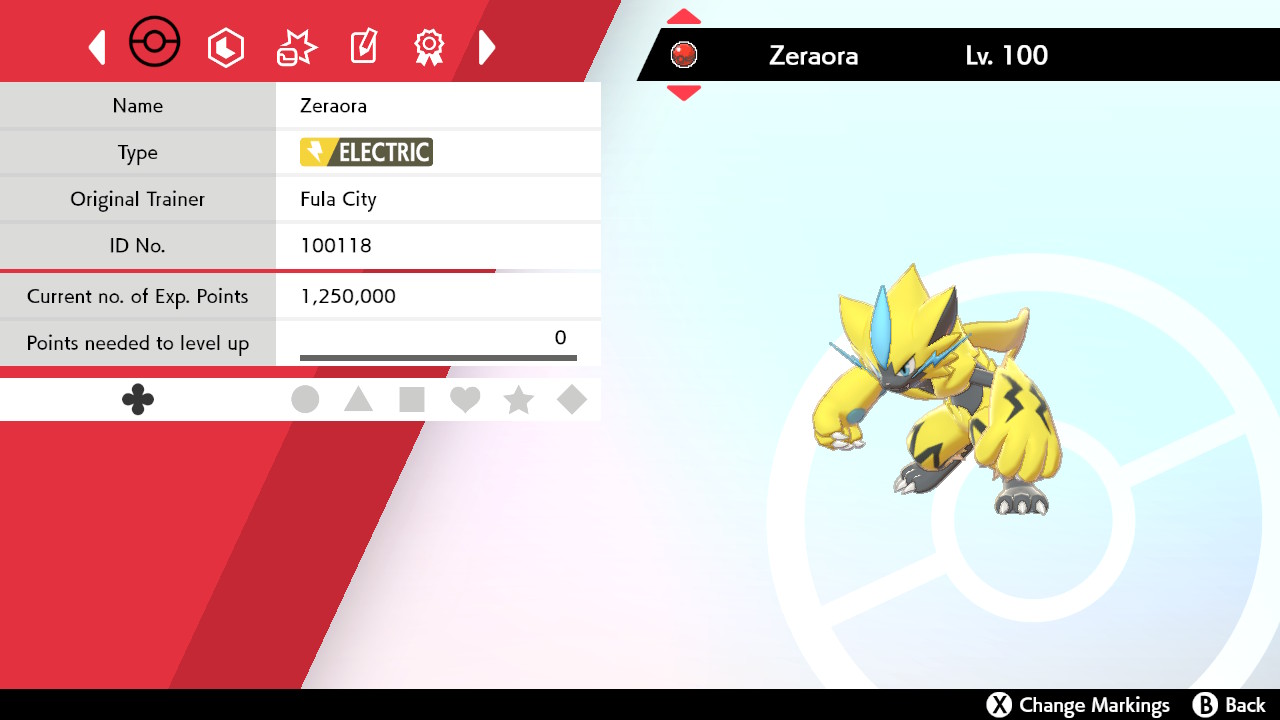 Zeraora Lv. 100
Name Zeraora
Type ELECTRIC
Original Trainer Fula City
ID No. 100118
Current no. of Exp. Points 1,250,000
Points needed to level up 0
X Change Markings B Back